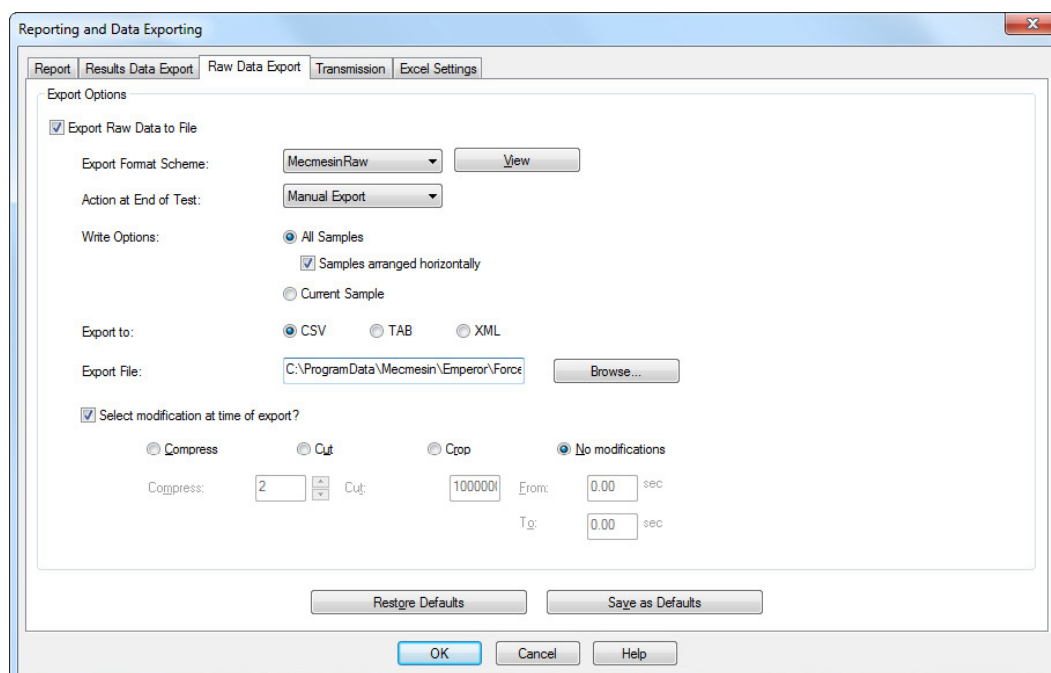 Reporting and Data Exporting
Report Results Data Export Raw Data Export Transmission Excel Settings
Export Options
Export Raw Data to File
Export Format Scheme: MecmesinRaw View
Action at End of Test: Manual Export
Write Options: All Samples
Samples arranged horizontally
Current Sample
Export to: CSV TAB XML
Export File: C:\ProgramData\Mecmesin\Emperor\Force Browse...
Select modification at time of export?
Compress Cut Crop No modifications
Compress: 2 Cut: 1000000 From: 0.00 sec
To: 0.00 sec
Restore Defaults Save as Defaults
OK Cancel Help